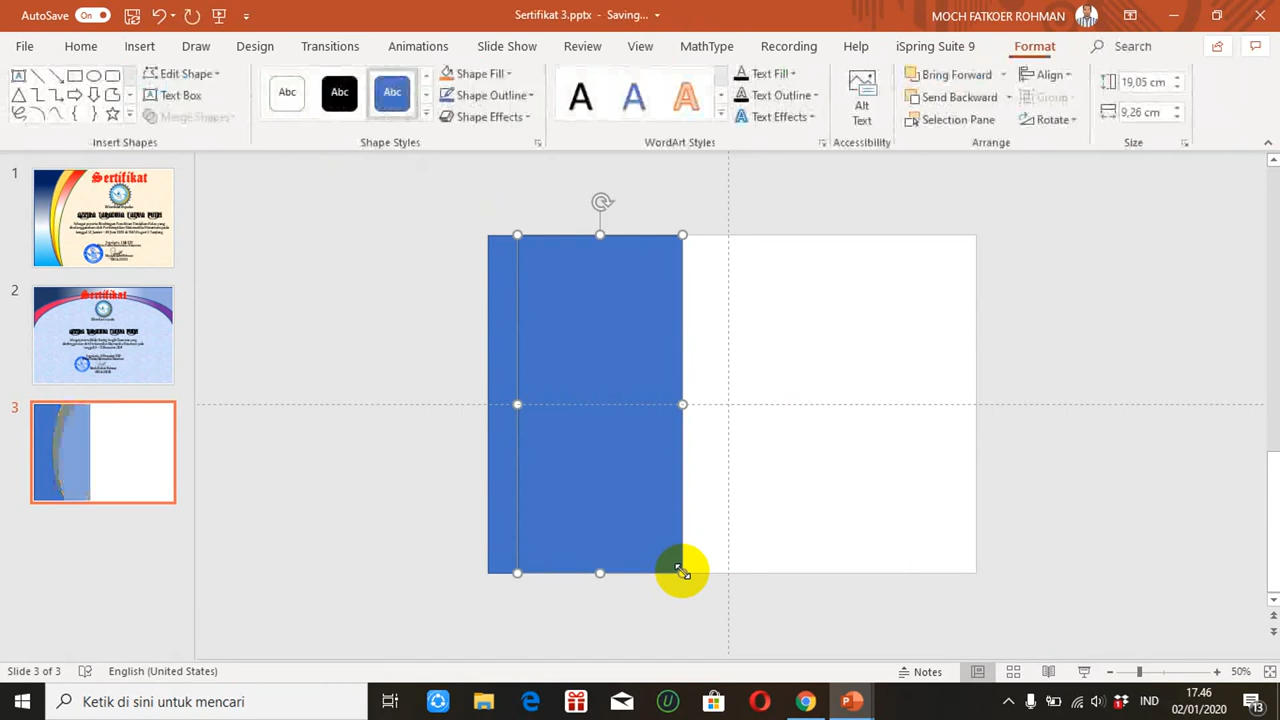 AutoSave On Sertifikat 3.pptx - Saving... MOCH FATKOER ROHMAN
File Home Insert Draw Design Transitions Animations Slide Show Review View MathType Recording Help iSpring Suite 9 Format Search
Edit Shape
Text Box
Merge Shapes
Insert Shapes
Abc Abc Abc
Shape Fill
Shape Outline
Shape Effects
Shape Styles
A A A
Text Fill
Text Outline
Text Effects
WordArt Styles
Alt
Text
Accessibility
Bring Forward
Send Backward
Selection Pane
Align
Group
Rotate
Arrange
19,05 cm
9,26 cm
Size
1
Sertifikat
2
Sertifikat
3
Slide 3 of 3 English (United States) Notes 50%
Ketik di sini untuk mencari
IND
17.46
02/01/2020
13